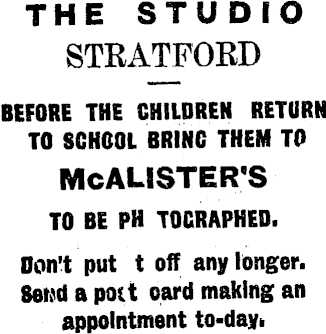 THE STUDIO
STRATFORD
BEFORE THE CHILDREN RETURN
TO SCHOOL BRING THEM TO
McALISTER'S
TO BE PH TOGRAPHED.
Don't put t off any longer.
Send a post card making an
appointment to-day.